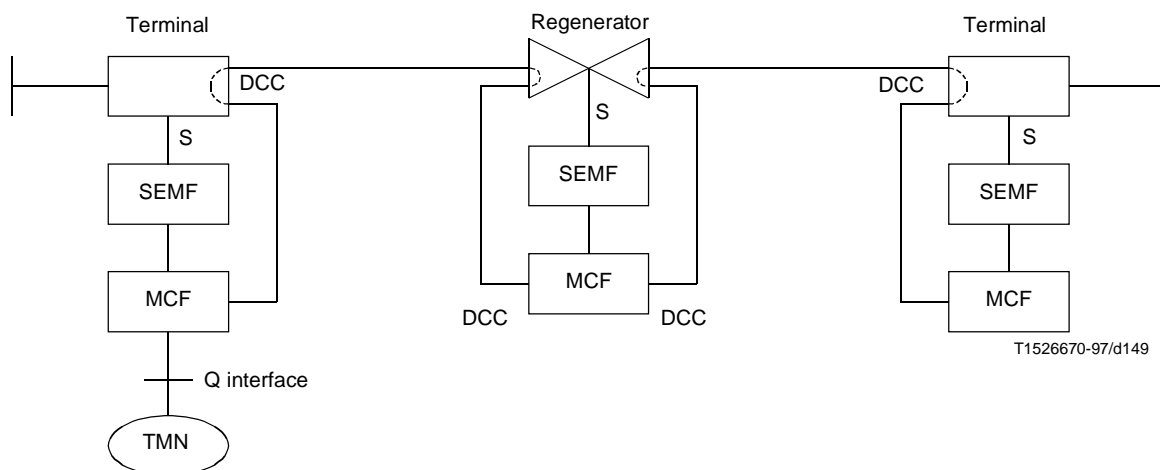 Terminal
Regenerator
Terminal
DCC
DCC
S
S
S
SEMF
SEMF
SEMF
MCF
MCF
MCF
DCC
DCC
T1526670-97/d149
Q interface
TMN